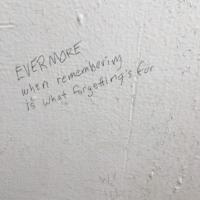 EVERMORE
when remembering
is what forgetting's for